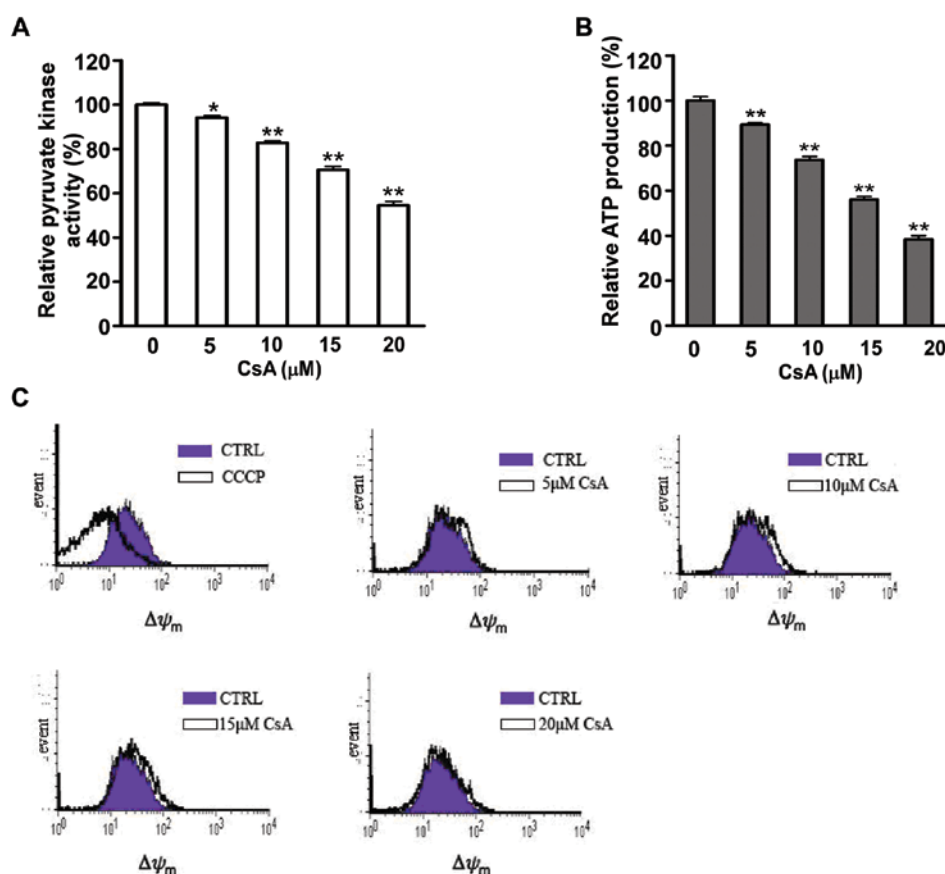 A
Relative pyruvate kinase
activity (%)
120
100
80
60
40
20
0
*
**
**
**
0 5 10 15 20
CsA (μM)
B
Relative ATP production (%)
120
100
80
60
40
20
0
**
**
**
**
0 5 10 15 20
CsA (μM)
C
event
CTRL
CCCP
10⁰ 10¹ 10² 10³ 10⁴
Δψm
event
CTRL
5μM CsA
10⁰ 10¹ 10² 10³ 10⁴
Δψm
event
CTRL
10μM CsA
10⁰ 10¹ 10² 10³ 10⁴
Δψm
event
CTRL
15μM CsA
10⁰ 10¹ 10² 10³ 10⁴
Δψm
event
CTRL
20μM CsA
10⁰ 10¹ 10² 10³ 10⁴
Δψm